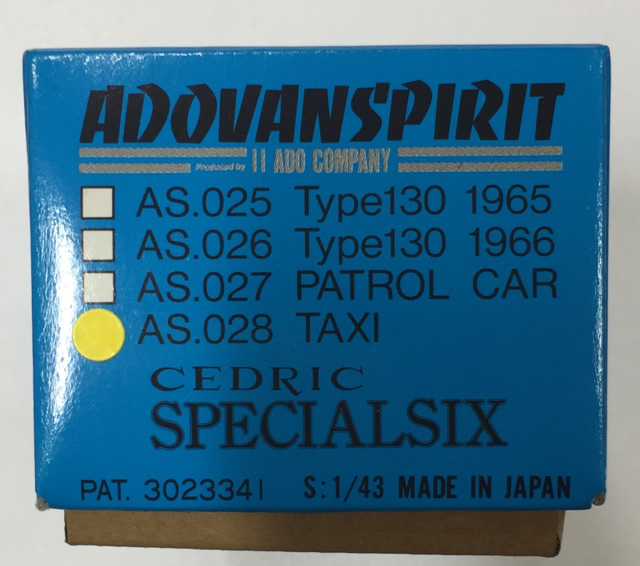 ADOVANSPIRIT
Produced by II ADO COMPANY
AS.025 Type130 1965
AS.026 Type130 1966
AS.027 PATROL CAR
AS.028 TAXI
CEDRIC
SPECIALSIX
PAT. 3023341 S:1/43 MADE IN JAPAN